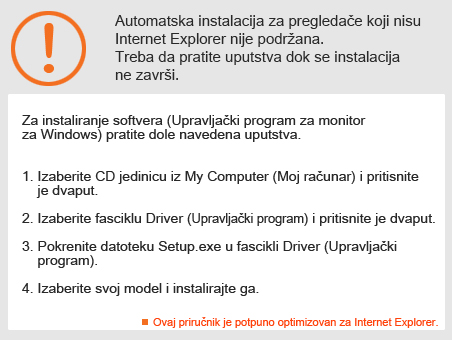 Automatska instalacija za pregledače koji nisu
Internet Explorer nije podržana.
Treba da pratite uputstva dok se instalacija
ne završi.
Za instaliranje softvera (Upravljački program za monitor
za Windows) pratite dole navedena uputstva.
1. Izaberite CD jedinicu iz My Computer (Moj računar) i pritisnite
je dvaput.
2. Izaberite fasciklu Driver (Upravljački program) i pritisnite je dvaput.
3. Pokrenite datoteku Setup.exe u fascikli Driver (Upravljački
program).
4. Izaberite svoj model i instalirajte ga.
Ovaj priručnik je potpuno optimizovan za Internet Explorer.